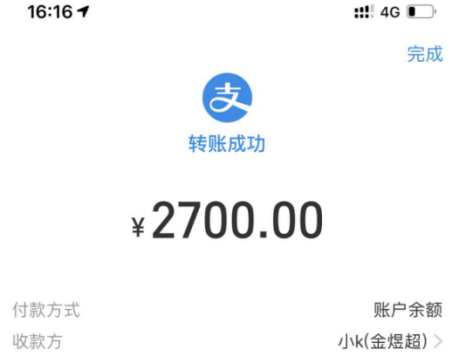 16:16 4G
完成
支
转账成功
¥2700.00
付款方式 账户余额
收款方 小k(金煜超)